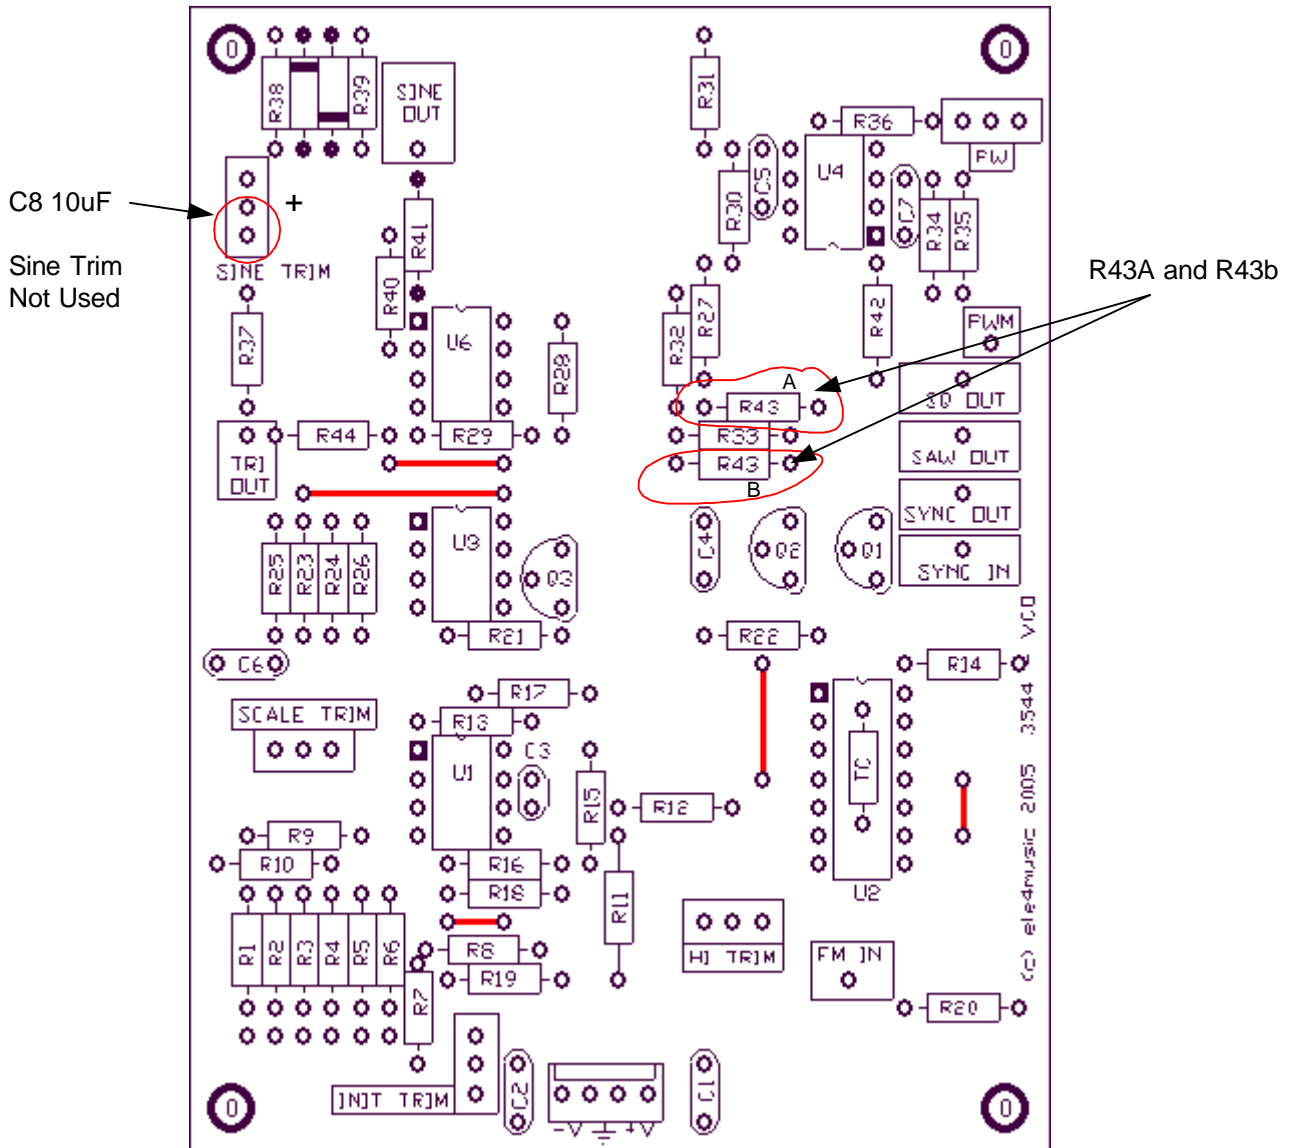 C8 10uF
Sine Trim
Not Used
R43A and R43b
0
0
R38
R39
SINE
OUT
R31
R36
PW
U4
C5
R30
C7
R34
R35
+
SINE TRIM
R41
R40
R37
U6
R28
R32
R27
R42
PWM
A
R43
SQ OUT
TRI
OUT
R44
R29
R33
R43
B
SAW OUT
SYNC OUT
SYNC IN
R25
R23
R24
R26
U3
Q3
C4
Q2
Q1
R21
R22
C6
R14
R17
SCALE TRIM
R13
U1
C3
R15
R12
TC
R9
R10
R16
R18
R11
U2
R1
R2
R3
R4
R5
R6
R8
R19
R7
HI TRIM
FM IN
R20
INIT TRIM
C2
C1
-V
+V
0
0
(c) ele4music 2005 3544 VCO